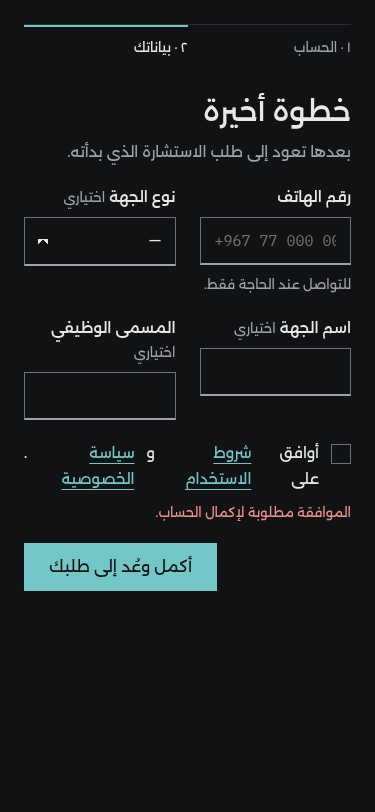 ١ · الحساب
٢ · بياناتك
خطوة أخيرة
بعدها تعود إلى طلب الاستشارة الذي بدأته.
رقم الهاتف
نوع الجهة اختياري
+967 77 000 00
—
للتواصل عند الحاجة فقط.
اسم الجهة اختياري
المسمى الوظيفي
اختياري
أوافق على شروط الاستخدام و سياسة الخصوصية.
الموافقة مطلوبة لإكمال الحساب.
أكمل وعُد إلى طلبك